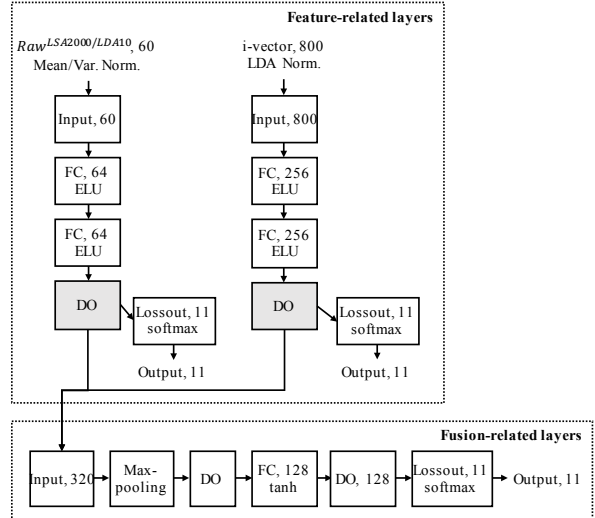 Feature-related layers
Raw^LSA2000/LDA10, 60
Mean/Var. Norm.
i-vector, 800
LDA Norm.
Input, 60
Input, 800
FC, 64
ELU
FC, 256
ELU
FC, 64
ELU
FC, 256
ELU
DO
Lossout, 11
softmax
DO
Lossout, 11
softmax
Output, 11
Output, 11
Fusion-related layers
Input, 320
Max-
pooling
DO
FC, 128
tanh
DO, 128
Lossout, 11
softmax
Output, 11